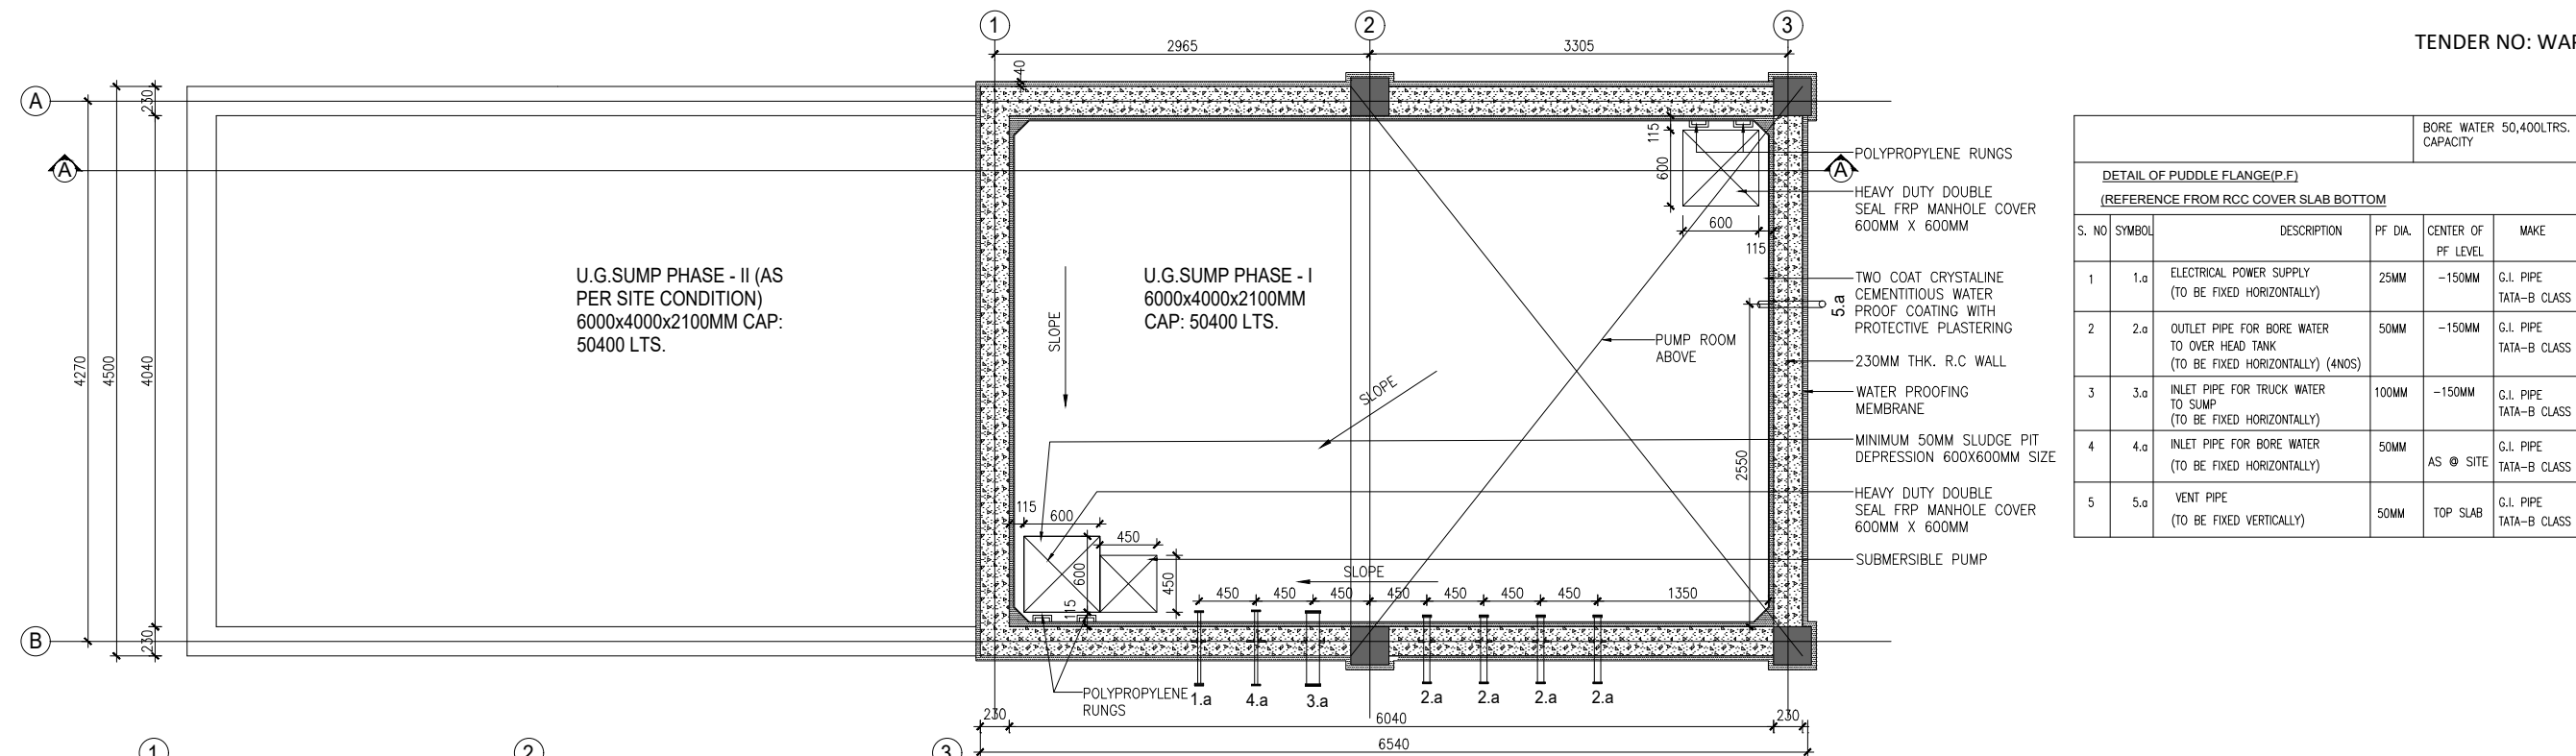 1
2
3
TENDER NO: WAP
2965
3305
40
A
B
230
4270
4500
4040
230
A
A
U.G.SUMP PHASE - II (AS
PER SITE CONDITION)
6000x4000x2100MM CAP:
50400 LTS.
U.G.SUMP PHASE - I
6000x4000x2100MM
CAP: 50400 LTS.
SLOPE
SLOPE
SLOPE
115
600
600
115
2550
5.a
PUMP ROOM
ABOVE
POLYPROPYLENE RUNGS
HEAVY DUTY DOUBLE
SEAL FRP MANHOLE COVER
600MM X 600MM
TWO COAT CRYSTALINE
CEMENTITIOUS WATER
PROOF COATING WITH
PROTECTIVE PLASTERING
230MM THK. R.C WALL
WATER PROOFING
MEMBRANE
MINIMUM 50MM SLUDGE PIT
DEPRESSION 600X600MM SIZE
HEAVY DUTY DOUBLE
SEAL FRP MANHOLE COVER
600MM X 600MM
SUBMERSIBLE PUMP
115
600
450
600
450
115
450 450 450 450 450 450 450 1350
1.a 4.a 3.a 2.a 2.a 2.a 2.a
POLYPROPYLENE
RUNGS
230 6040 230
6540
1
2
3
BORE WATER 50,400LTRS.
CAPACITY
DETAIL OF PUDDLE FLANGE(P.F)
(REFERENCE FROM RCC COVER SLAB BOTTOM
S. NO SYMBOL DESCRIPTION PF DIA. CENTER OF PF LEVEL MAKE
1 1.a ELECTRICAL POWER SUPPLY 25MM -150MM G.I. PIPE
(TO BE FIXED HORIZONTALLY) TATA-B CLASS
2 2.a OUTLET PIPE FOR BORE WATER 50MM -150MM G.I. PIPE
TO OVER HEAD TANK TATA-B CLASS
(TO BE FIXED HORIZONTALLY) (4NOS)
3 3.a INLET PIPE FOR TRUCK WATER 100MM -150MM G.I. PIPE
TO SUMP TATA-B CLASS
(TO BE FIXED HORIZONTALLY)
4 4.a INLET PIPE FOR BORE WATER 50MM AS @ SITE G.I. PIPE
(TO BE FIXED HORIZONTALLY) TATA-B CLASS
5 5.a VENT PIPE 50MM TOP SLAB G.I. PIPE
(TO BE FIXED VERTICALLY) TATA-B CLASS